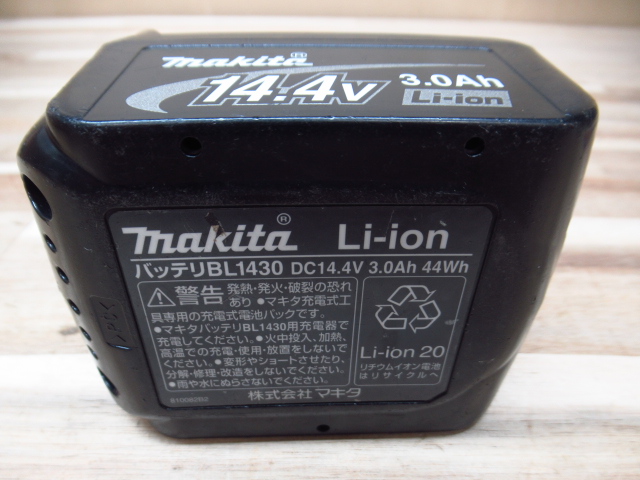 makita®
14.4V 3.0Ah
Li-ion
makita® Li-ion
バッテリBL1430 DC14.4V 3.0Ah 44Wh
⚠警告 発熱・発火・破裂の恐れ
あり ●マキタ充電式工
具専用の充電式電池パックです。
●マキタバッテリBL1430用充電器で
充電してください。●火中投入、加熱、
高温での充電・使用・放置をしないで
ください。●変形やショートさせたり、
分解・修理・改造をしないでください。
●雨や水にぬらさないでください。
Li-ion 20
リチウムイオン電池
はリサイクルへ
株式会社マキタ